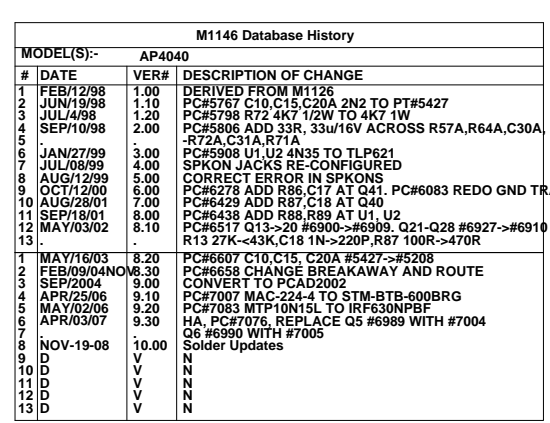 M1146 Database History
MODEL(S):- AP4040
# DATE VER# DESCRIPTION OF CHANGE
1 FEB/12/98 1.00 DERIVED FROM M1126
2 JUN/19/98 1.10 PC#5767 C10,C15,C20A 2N2 TO PT#5427
3 JUL/4/98 1.20 PC#5798 R72 4K7 1/2W TO 4K7 1W
4 SEP/10/98 2.00 PC#5806 ADD 33R, 33u/16V ACROSS R57A,R64A,C30A,
5 . . -R72A,C31A,R71A
6 JAN/27/99 3.00 PC#5908 U1,U2 4N35 TO TLP621
7 JUL/08/99 4.00 SPKON JACKS RE-CONFIGURED
8 AUG/12/99 5.00 CORRECT ERROR IN SPKONS
9 OCT/12/00 6.00 PC#6278 ADD R86,C17 AT Q41. PC#6083 REDO GND TR
10 AUG/28/01 7.00 PC#6429 ADD R87,C18 AT Q40
11 SEP/18/01 8.00 PC#6438 ADD R88,R89 AT U1, U2
12 MAY/03/02 8.10 PC#6517 Q13->20 #6900->#6909. Q21-Q28 #6927->#6910
13 . . R13 27K-<43K,C18 1N->220P,R87 100R->470R
1 MAY/16/03 8.20 PC#6607 C10,C15, C20A #5427->#5208
2 FEB/09/04NOV8.30 PC#6658 CHANGE BREAKAWAY AND ROUTE
3 SEP/2004 9.00 CONVERT TO PCAD2002
4 APR/25/06 9.10 PC#7007 MAC-224-4 TO STM-BTB-600BRG
5 MAY/02/06 9.20 PC#7083 MTP10N15L TO IRF630NPBF
6 APR/03/07 9.30 HA, PC#7076, REPLACE Q5 #6989 WITH #7004
7 . . Q6 #6990 WITH #7005
8 NOV-19-08 10.00 Solder Updates
9 D V N
10 D V N
11 D V N
12 D V N
13 D V N